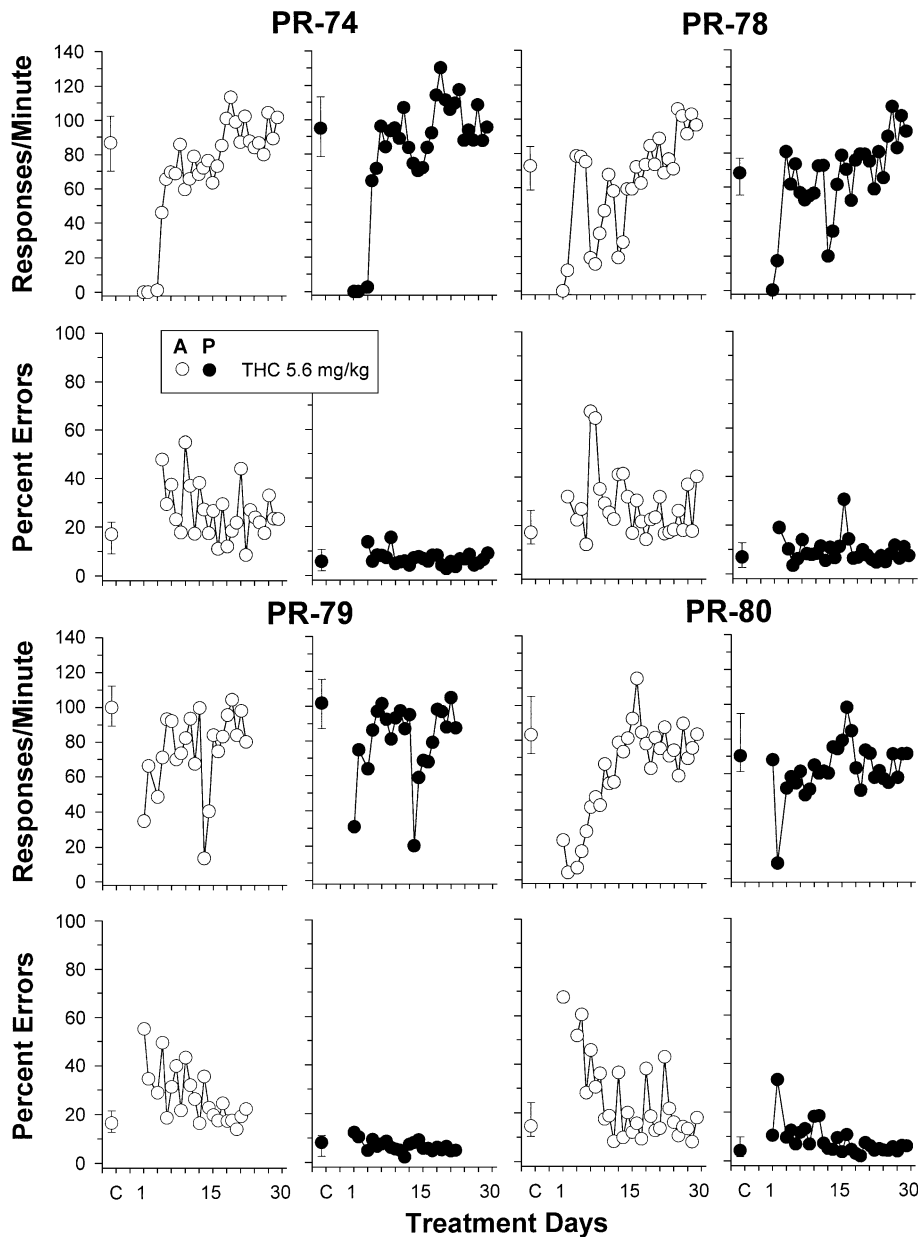 PR-74
PR-78
140
120
100
80
60
40
20
0
Responses/Minute
100
80
60
40
20
0
Percent Errors
A P
THC 5.6 mg/kg
PR-79
PR-80
140
120
100
80
60
40
20
0
Responses/Minute
100
80
60
40
20
0
Percent Errors
C 1 15 30 C 1 15 30 C 1 15 30 C 1 15 30
Treatment Days